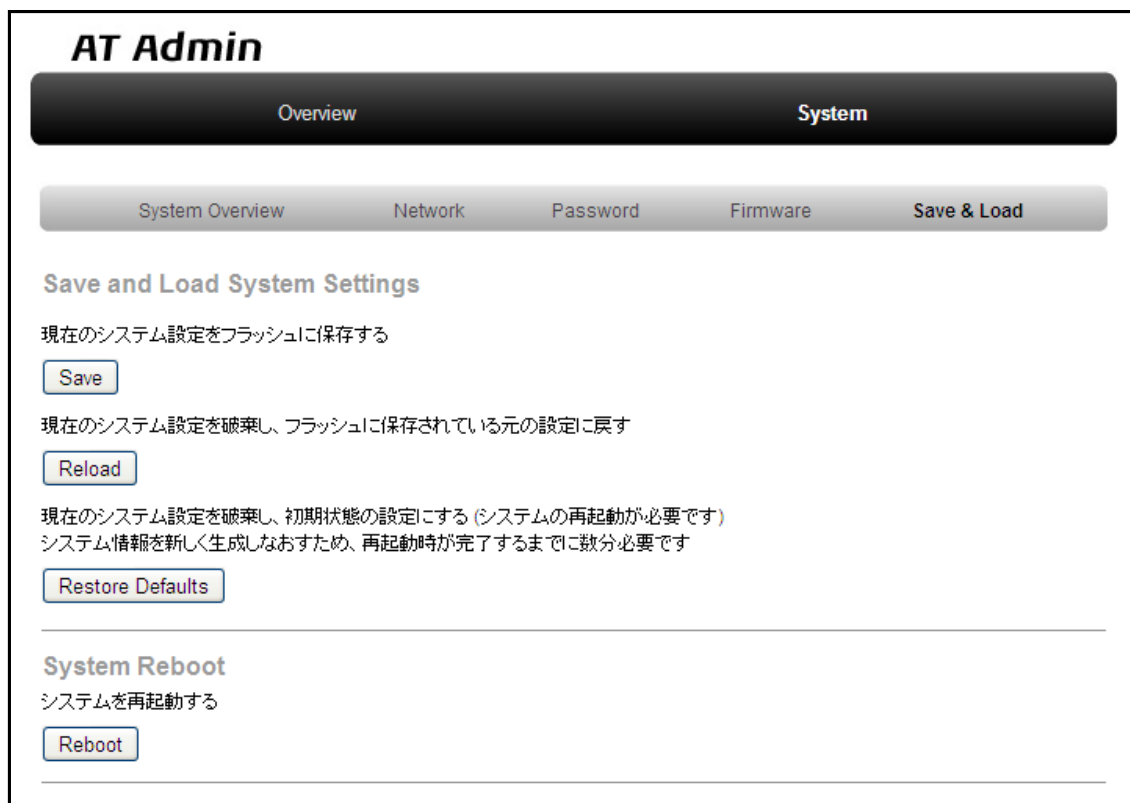 AT Admin
Overview System
System Overview Network Password Firmware Save & Load
Save and Load System Settings
現在のシステム設定をフラッシュに保存する
Save
現在のシステム設定を破棄し、フラッシュに保存されている元の設定に戻す
Reload
現在のシステム設定を破棄し、初期状態の設定にする (システムの再起動が必要です)
システム情報を新しく生成しなおすため、再起動時が完了するまでに数分必要です
Restore Defaults
System Reboot
システムを再起動する
Reboot